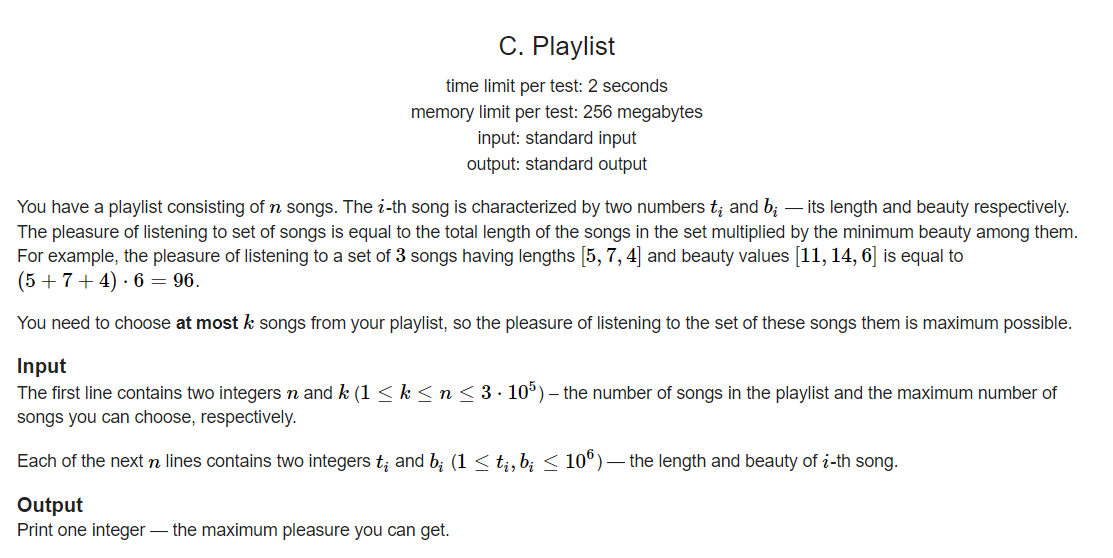 C. Playlist
time limit per test: 2 seconds
memory limit per test: 256 megabytes
input: standard input
output: standard output
You have a playlist consisting of n songs. The i-th song is characterized by two numbers t_i and b_i — its length and beauty respectively.
The pleasure of listening to set of songs is equal to the total length of the songs in the set multiplied by the minimum beauty among them.
For example, the pleasure of listening to a set of 3 songs having lengths [5, 7, 4] and beauty values [11, 14, 6] is equal to
(5 + 7 + 4) · 6 = 96.
You need to choose at most k songs from your playlist, so the pleasure of listening to the set of these songs them is maximum possible.
Input
The first line contains two integers n and k (1 ≤ k ≤ n ≤ 3 · 10^5) – the number of songs in the playlist and the maximum number of
songs you can choose, respectively.
Each of the next n lines contains two integers t_i and b_i (1 ≤ t_i, b_i ≤ 10^6) — the length and beauty of i-th song.
Output
Print one integer — the maximum pleasure you can get.